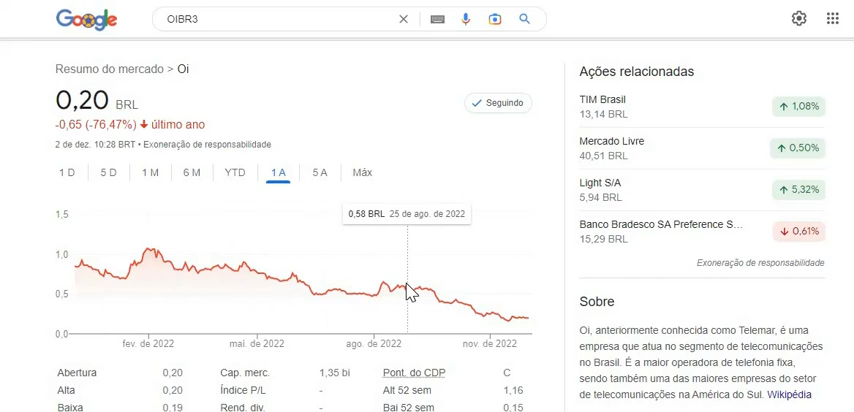 Google
OIBR3
Resumo do mercado > Oi
0,20 BRL
-0,65 (-76,47%) último ano
2 de dez. 10:28 BRT • Exoneração de responsabilidade
Seguindo
1 D 5 D 1 M 6 M YTD 1 A 5 A Máx
0,58 BRL 25 de ago. de 2022
1.5
1.0
0.5
0.0
fev. de 2022 mai. de 2022 ago. de 2022 nov. de 2022
Abertura 0,20 Cap. merc. 1,35 bi Pont. do CDP C
Alta 0,20 Índice P/L - Alt 52 sem 1,16
Baixa 0,19 Rend. div. - Bai 52 sem 0,15
Ações relacionadas
TIM Brasil
13,14 BRL
1,08%
Mercado Livre
40,51 BRL
0,50%
Light S/A
5,94 BRL
5,32%
Banco Bradesco SA Preference S...
15,29 BRL
0,61%
Exoneração de responsabilidade
Sobre
Oi, anteriormente conhecida como Telemar, é uma
empresa que atua no segmento de telecomunicações
no Brasil. É a maior operadora de telefonia fixa,
sendo também uma das maiores empresas do setor
de telecomunicações na América do Sul. Wikipédia